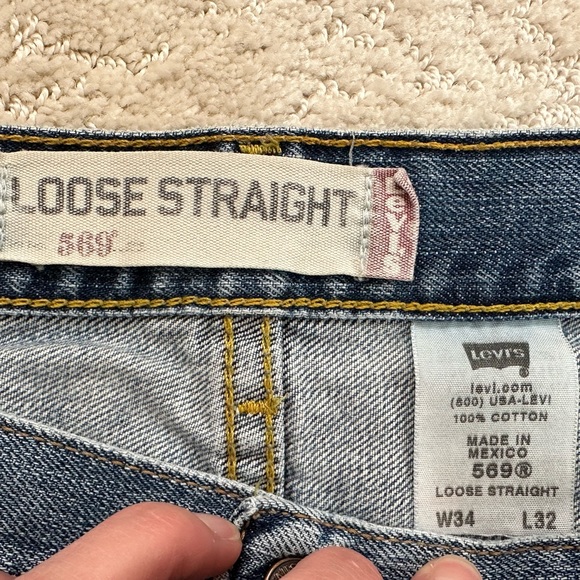 LOOSE STRAIGHT
569
Levi's
Levi's
levi.com
(800) USA-LEVI
100% COTTON
MADE IN
MEXICO
569®
LOOSE STRAIGHT
W34 L32